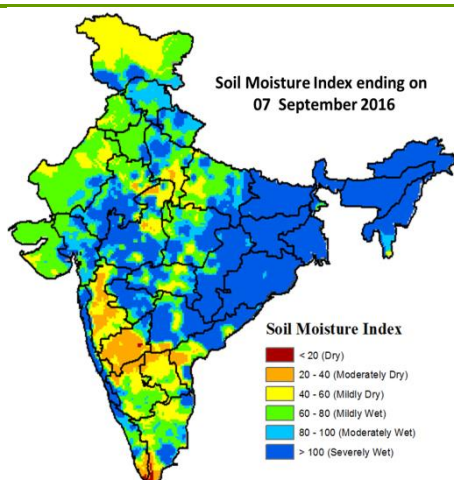 Soil Moisture Index ending on
07 September 2016
Soil Moisture Index
< 20 (Dry)
20 - 40 (Moderately Dry)
40 - 60 (Mildly Dry)
60 - 80 (Mildly Wet)
80 - 100 (Moderately Wet)
> 100 (Severely Wet)